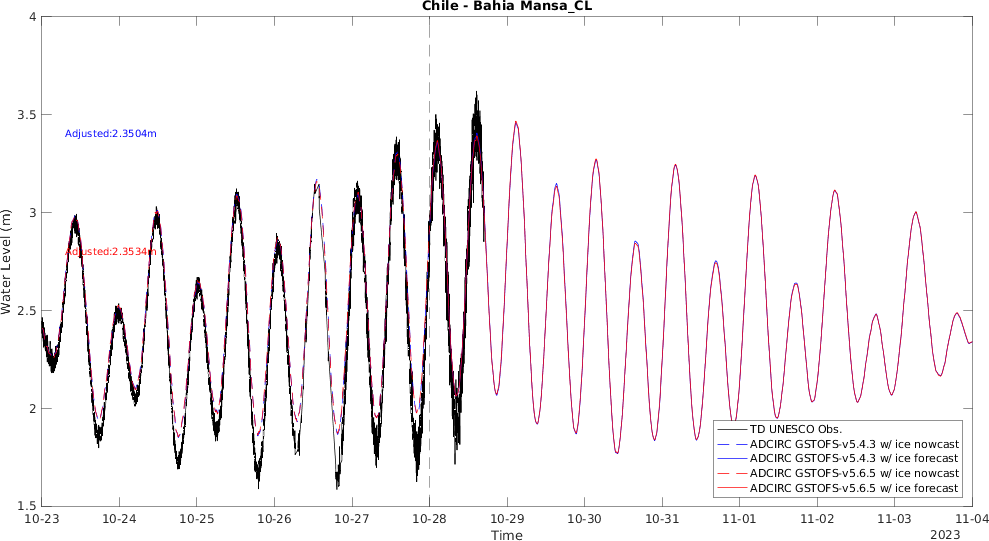 Chile - Bahia Mansa_CL
4
3.5
3
2.5
2
1.5
Water Level (m)
Adjusted:2.3504m
Adjusted:2.3534m
TD UNESCO Obs.
ADCIRC GSTOFS-v5.4.3 w/ ice nowcast
ADCIRC GSTOFS-v5.4.3 w/ ice forecast
ADCIRC GSTOFS-v5.6.5 w/ ice nowcast
ADCIRC GSTOFS-v5.6.5 w/ ice forecast
10-23 10-24 10-25 10-26 10-27 10-28 10-29 10-30 10-31 11-01 11-02 11-03 11-04
Time
2023